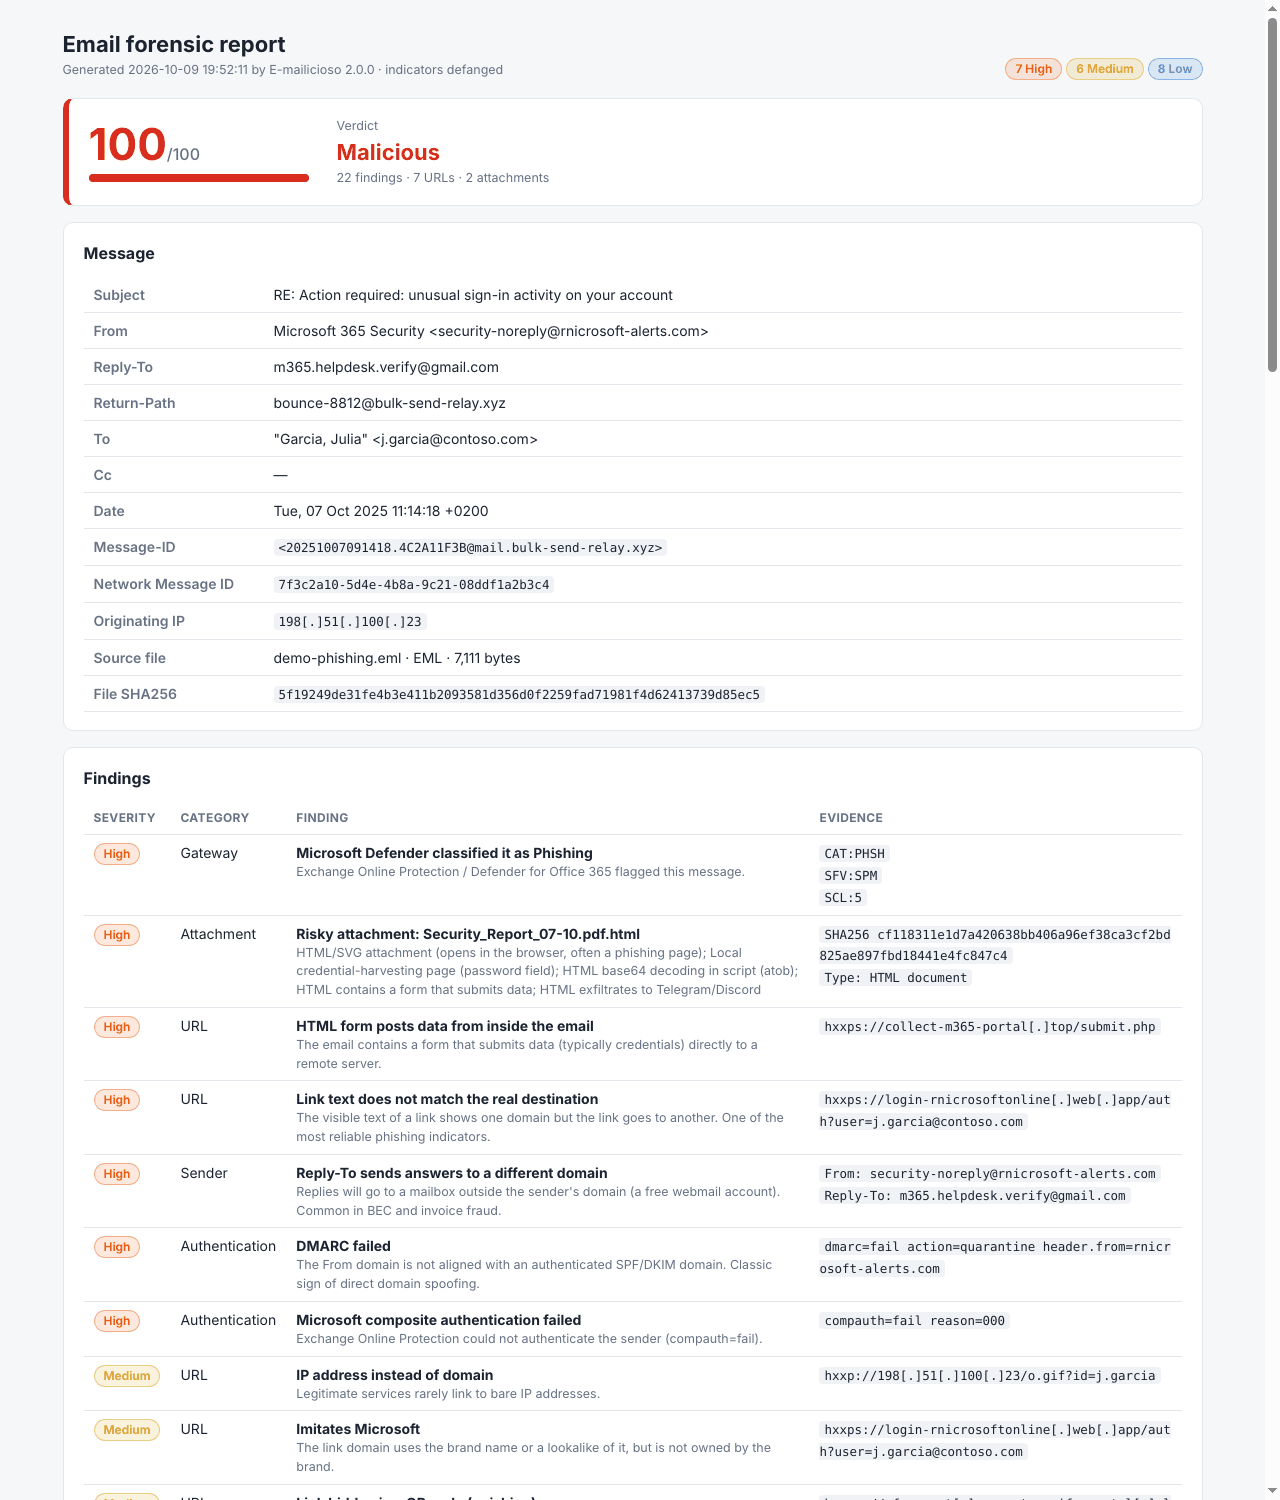 Email forensic report
Generated 2026-10-09 19:52:11 by E-mailicioso 2.0.0 · indicators defanged
7 High
6 Medium
8 Low
100/100
Verdict
Malicious
22 findings · 7 URLs · 2 attachments
Message
Subject RE: Action required: unusual sign-in activity on your account
From Microsoft 365 Security <security-noreply@rnicrosoft-alerts.com>
Reply-To m365.helpdesk.verify@gmail.com
Return-Path bounce-8812@bulk-send-relay.xyz
To "Garcia, Julia" <j.garcia@contoso.com>
Cc —
Date Tue, 07 Oct 2025 11:14:18 +0200
Message-ID <20251007091418.4C2A11F3B@mail.bulk-send-relay.xyz>
Network Message ID 7f3c2a10-5d4e-4b8a-9c21-08ddf1a2b3c4
Originating IP 198[.]51[.]100[.]23
Source file demo-phishing.eml · EML · 7,111 bytes
File SHA256 5f19249de31fe4b3e411b2093581d356d0f2259fad71981f4d62413739d85ec5
Findings
SEVERITY CATEGORY FINDING EVIDENCE
High Gateway Microsoft Defender classified it as Phishing
Exchange Online Protection / Defender for Office 365 flagged this message.
CAT:PHSH
SFV:SPM
SCL:5
High Attachment Risky attachment: Security_Report_07-10.pdf.html
HTML/SVG attachment (opens in the browser, often a phishing page); Local
credential-harvesting page (password field); HTML base64 decoding in script (atob);
HTML contains a form that submits data; HTML exfiltrates to Telegram/Discord
SHA256 cf118311e1d7a420638bb406a96ef38ca3cf2bd
825ae897fbd18441e4fc847c4
Type: HTML document
High URL HTML form posts data from inside the email
The email contains a form that submits data (typically credentials) directly to a
remote server.
hxxps://collect-m365-portal[.]top/submit.php
High URL Link text does not match the real destination
The visible text of a link shows one domain but the link goes to another. One of the
most reliable phishing indicators.
hxxps://login-rnicrosoftonline[.]web[.]app/aut
h?user=j.garcia@contoso.com
High Sender Reply-To sends answers to a different domain
Replies will go to a mailbox outside the sender's domain (a free webmail account).
Common in BEC and invoice fraud.
From: security-noreply@rnicrosoft-alerts.com
Reply-To: m365.helpdesk.verify@gmail.com
High Authentication DMARC failed
The From domain is not aligned with an authenticated SPF/DKIM domain. Classic
sign of direct domain spoofing.
dmarc=fail action=quarantine header.from=rnicr
osoft-alerts.com
High Authentication Microsoft composite authentication failed
Exchange Online Protection could not authenticate the sender (compauth=fail).
compauth=fail reason=000
Medium URL IP address instead of domain
Legitimate services rarely link to bare IP addresses.
hxxp://198[.]51[.]100[.]23/o.gif?id=j.garcia
Medium URL Imitates Microsoft
The link domain uses the brand name or a lookalike of it, but is not owned by the
brand.
hxxps://login-rnicrosoftonline[.]web[.]app/aut
h?user=j.garcia@contoso.com